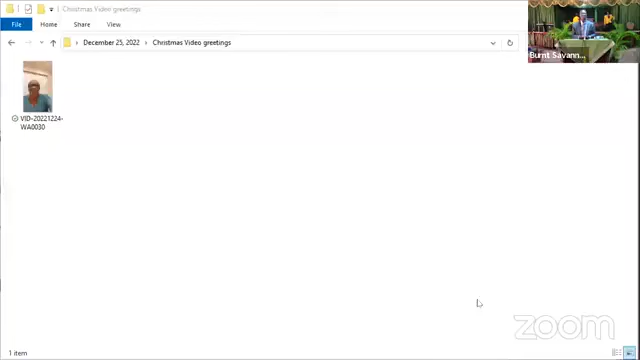 Christmas Video greetings
File
Home
Share
View
December 25, 2022
Christmas Video greetings
VID-20221224-
WA0030
Burnt Savann...
zoom
1 item